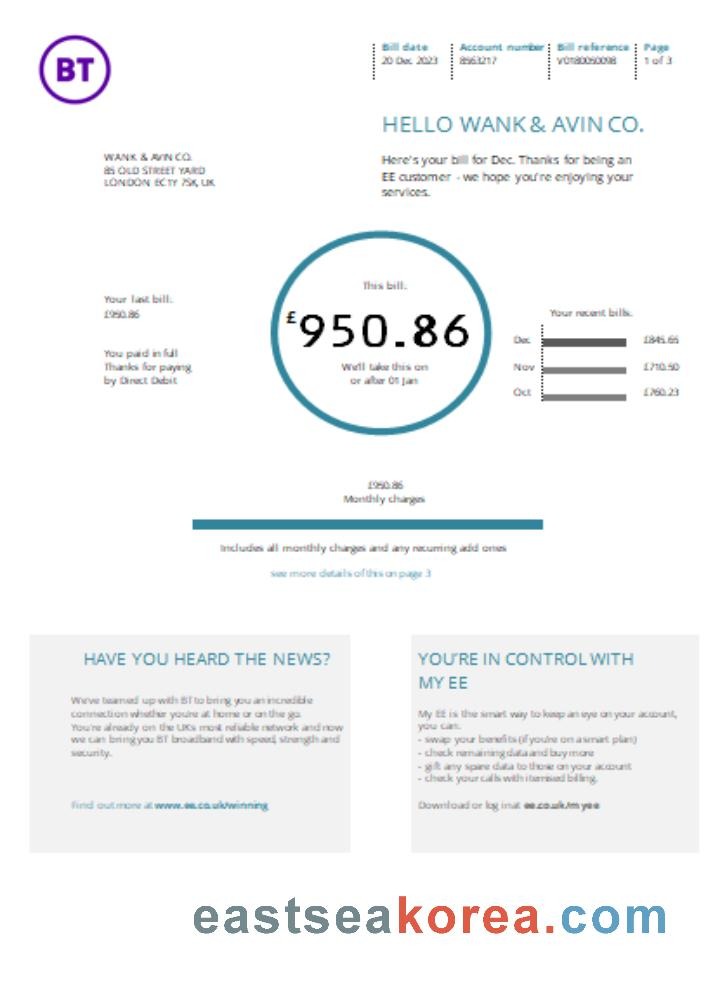 BT
Bill date
20 Dec 2023
Account number
8563217
Bill reference
V0180050098
Page
1 of 3
HELLO WANK & AVIN CO.
WANK & AVIN CO.
85 OLD STREET YARD
LONDON EC1Y 7SK, UK
Here's your bill for Dec. Thanks for being an
EE customer - we hope you're enjoying your
services.
Your last bill:
£950.86
You paid in full
Thanks for paying
by Direct Debit
This bill:
£950.86
We'll take this on
or after 01 Jan
Your recent bills:
Dec £845.65
Nov £710.50
Oct £760.23
£950.86
Monthly charges
Includes all monthly charges and any recurring add ones
see more details of this on page 3
HAVE YOU HEARD THE NEWS?
We've teamed up with BT to bring you an incredible
connection whether you're at home or on the go.
You're already on the UKs most reliable network and now
we can bring you BT broadband with speed, strength and
security.
Find out more at www.ee.co.uk/winning
YOU'RE IN CONTROL WITH
MY EE
My EE is the smart way to keep an eye on your account,
you can:
- swap your benefits (if you're on a smart plan)
- check remaining data and buy more
- gift any spare data to those on your account
- check your calls with itemised billing.
Download or log in at ee.co.uk/myee
eastseakorea.com